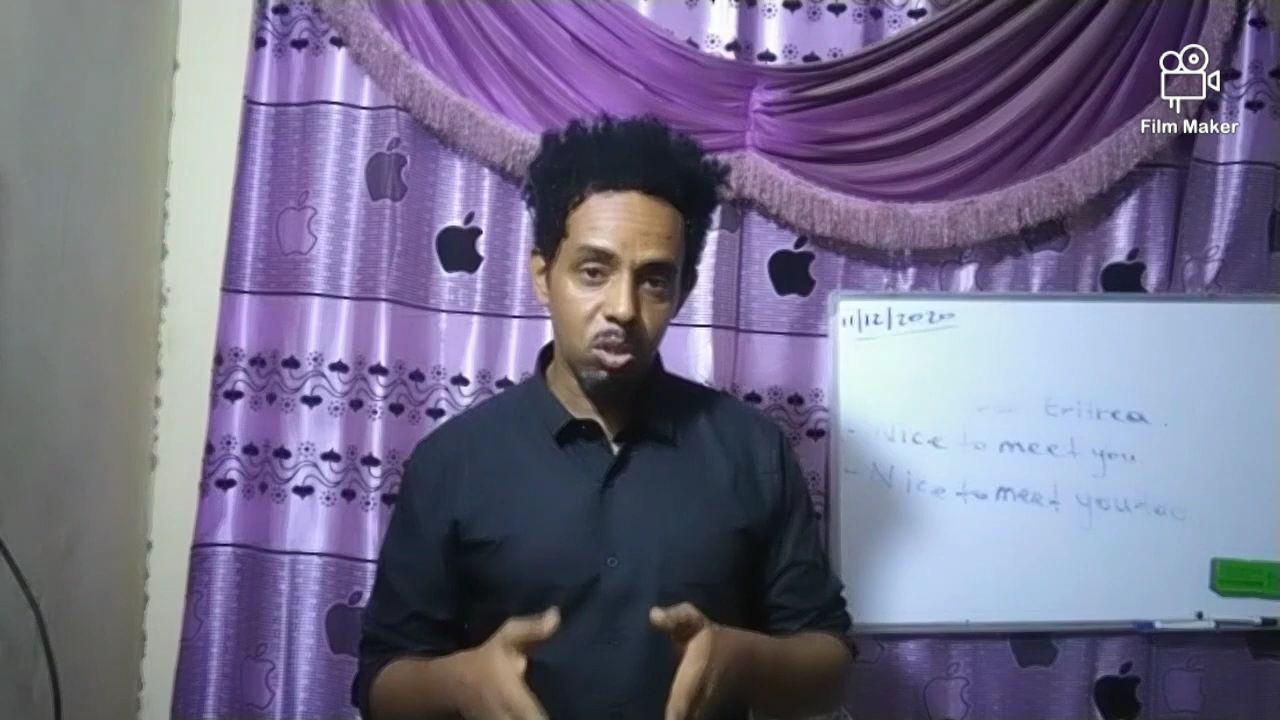 Film Maker
11/12/2020
Eritrea.
- Nice to meet you
- Nice to meet you too